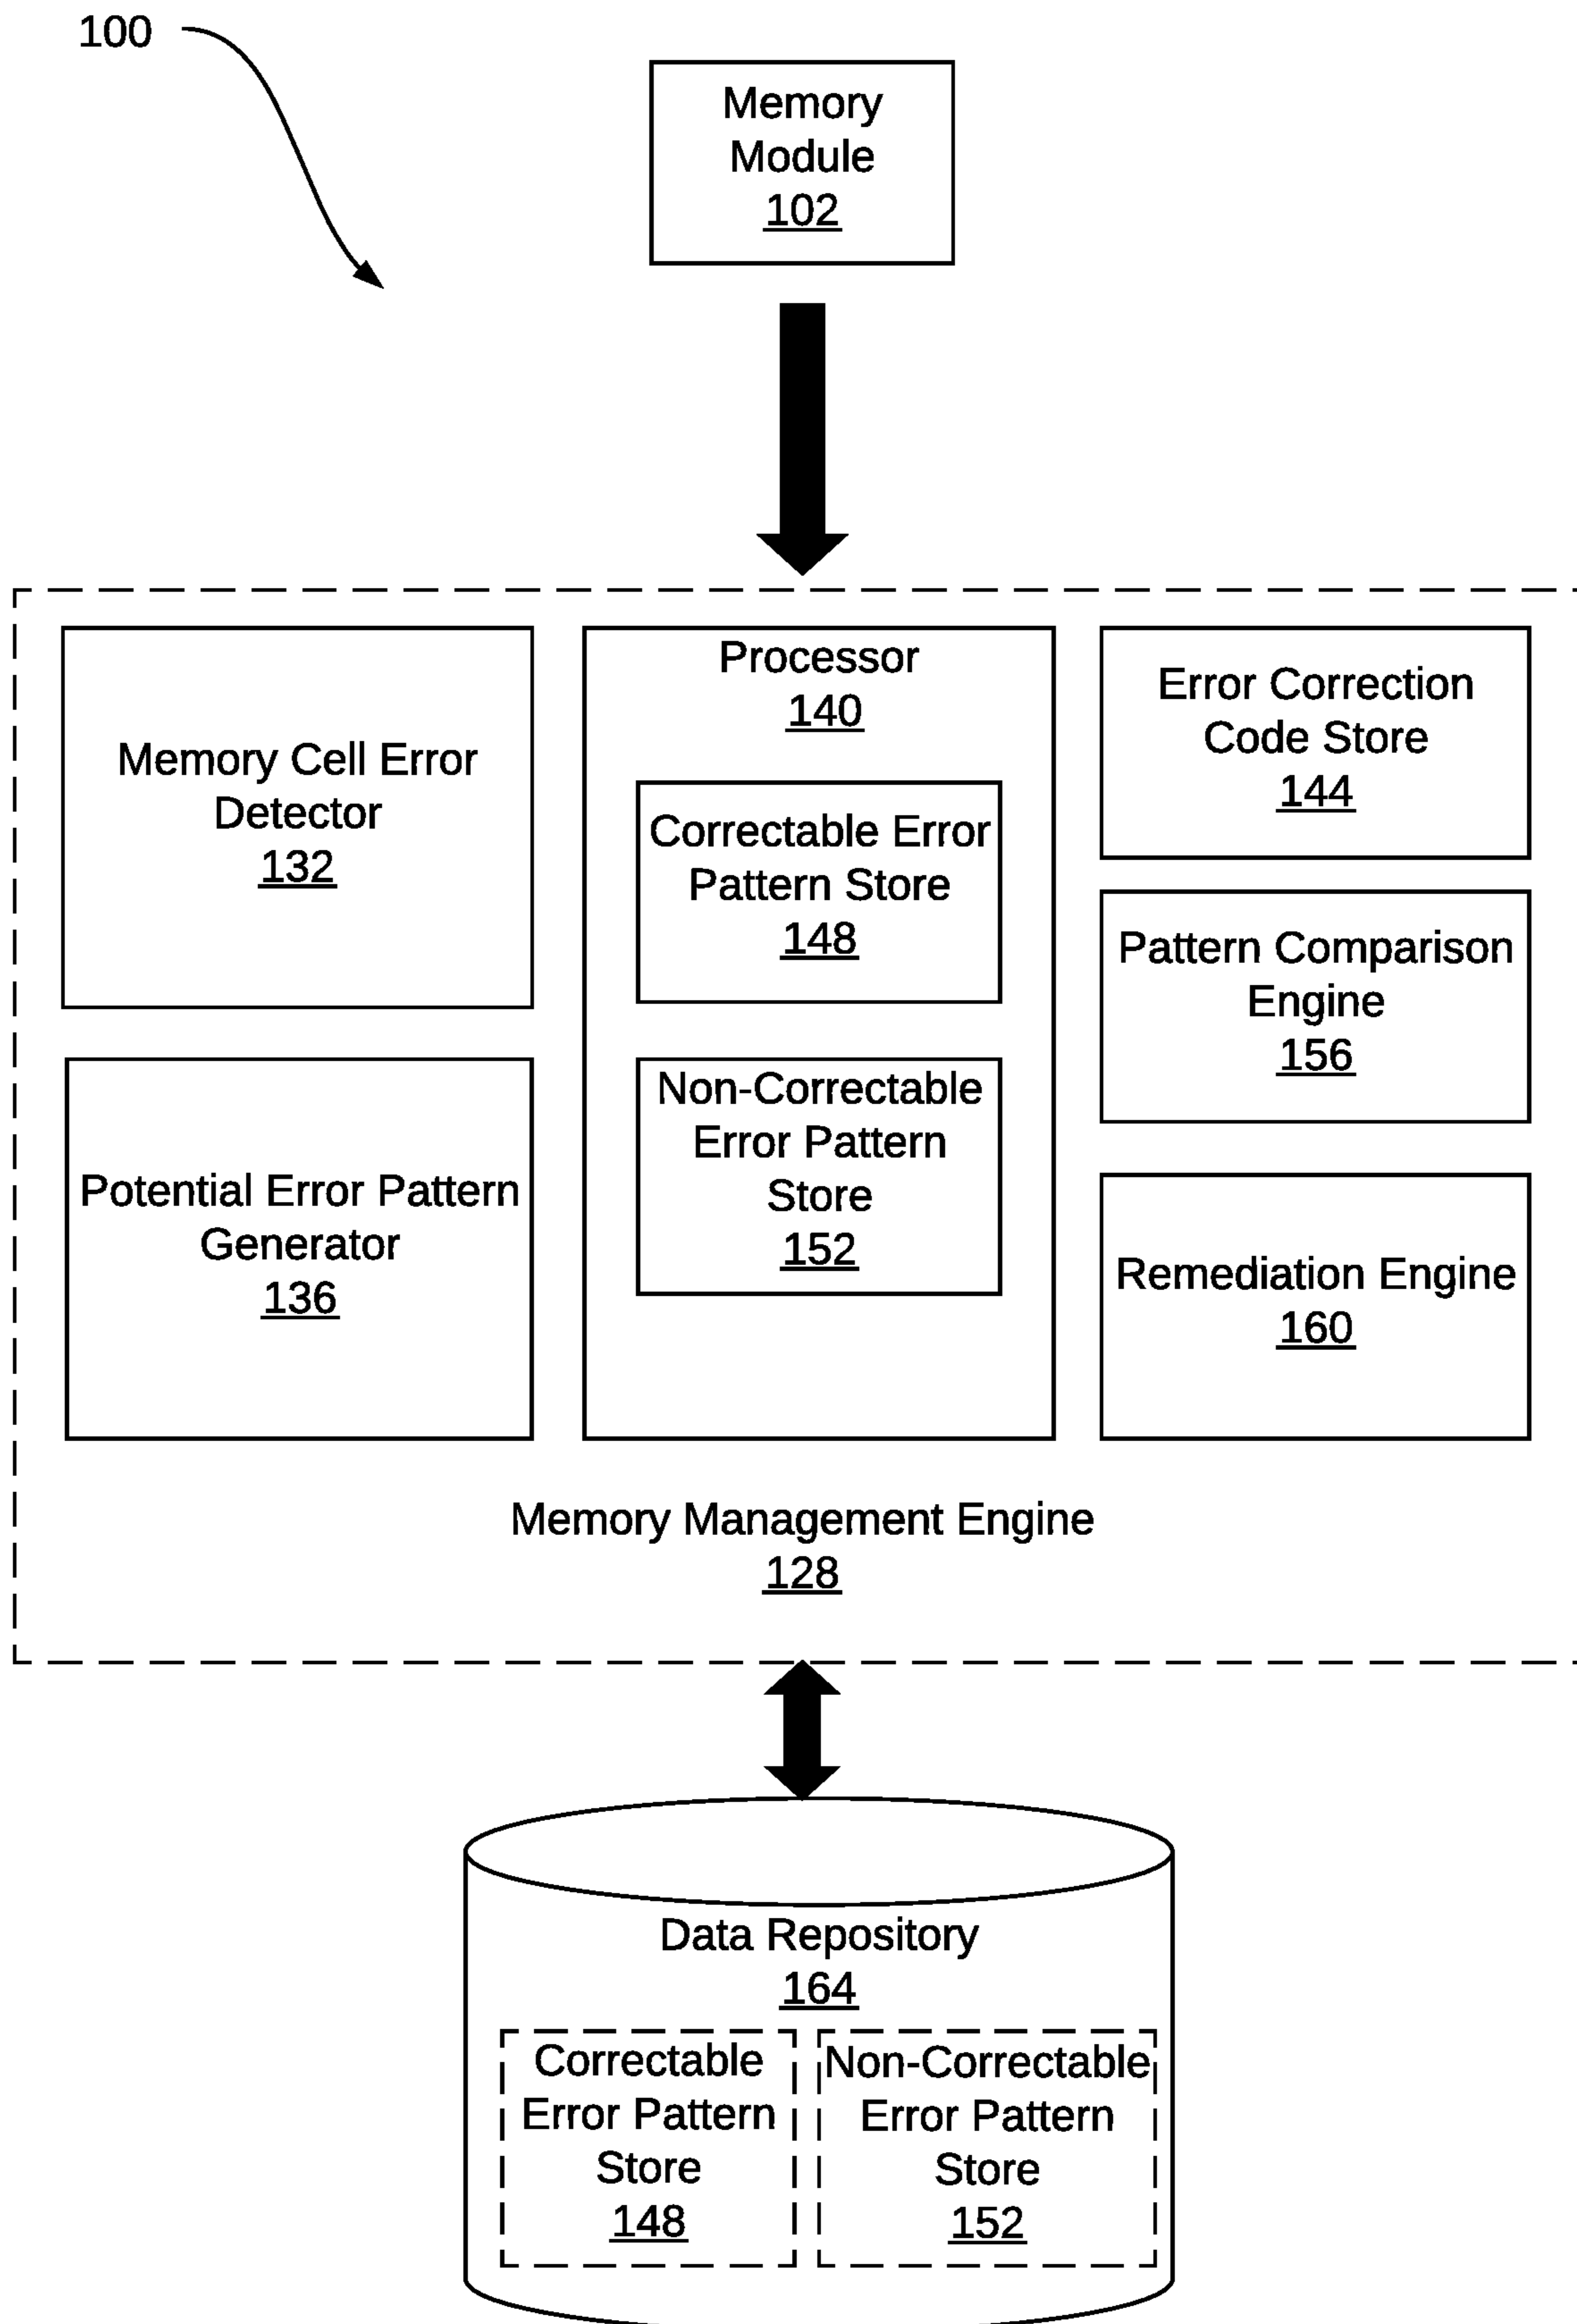 100
Memory
Module
102
Memory Cell Error
Detector
132
Potential Error Pattern
Generator
136
Processor
140
Correctable Error
Pattern Store
148
Non-Correctable
Error Pattern
Store
152
Error Correction
Code Store
144
Pattern Comparison
Engine
156
Remediation Engine
160
Memory Management Engine
128
Data Repository
164
Correctable
Error Pattern
Store
148
Non-Correctable
Error Pattern
Store
152